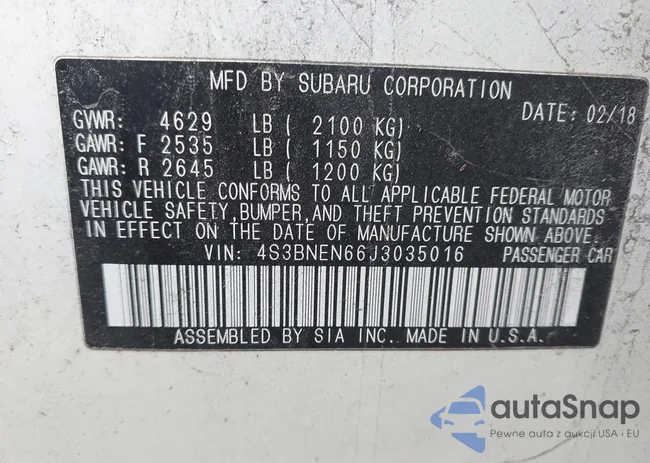 MFD BY SUBARU CORPORATION
DATE: 02/18
GVWR: 4629 LB ( 2100 KG)
GAWR: F 2535 LB ( 1150 KG)
GAWR: R 2645 LB ( 1200 KG)
THIS VEHICLE CONFORMS TO ALL APPLICABLE FEDERAL MOTOR
VEHICLE SAFETY, BUMPER, AND THEFT PREVENTION STANDARDS
IN EFFECT ON THE DATE OF MANUFACTURE SHOWN ABOVE.
VIN: 4S3BNEN66J3035016 PASSENGER CAR
ASSEMBLED BY SIA INC. MADE IN U.S.A.
autaSnap
Pewne auta z aukcji USA i EU